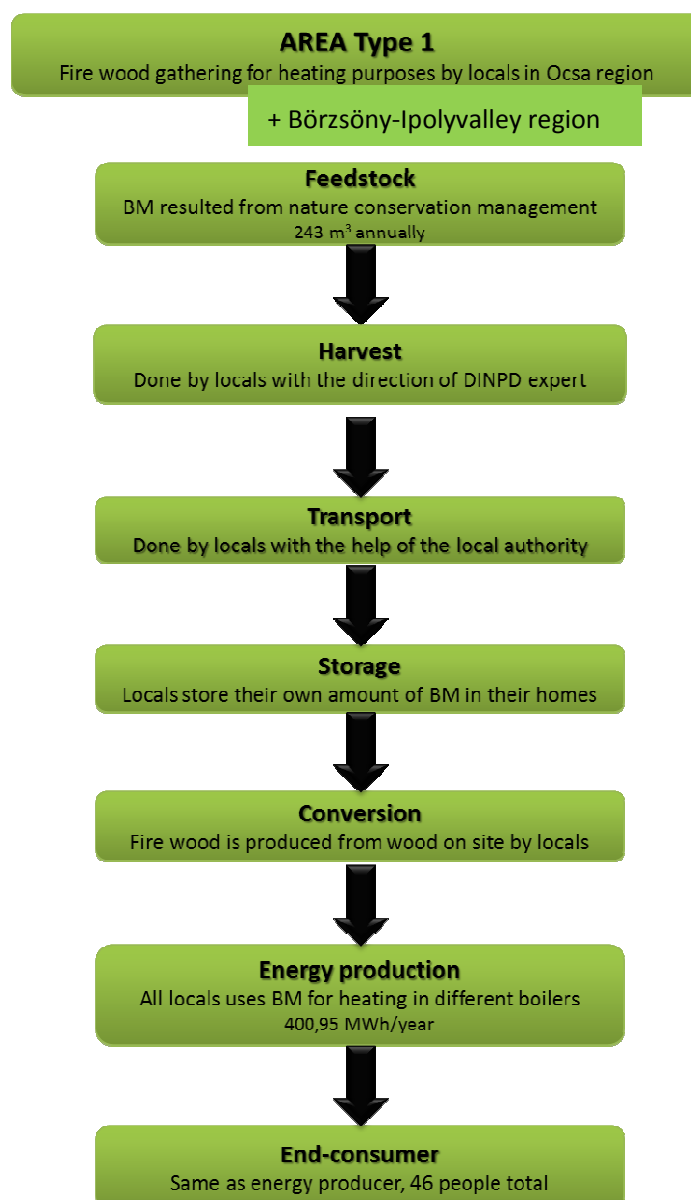 AREA Type 1
Fire wood gathering for heating purposes by locals in Ocsa region
+ Börzsöny-Ipolyvalley region
Feedstock
BM resulted from nature conservation management
243 m³ annually
Harvest
Done by locals with the direction of DINPD expert
Transport
Done by locals with the help of the local authority
Storage
Locals store their own amount of BM in their homes
Conversion
Fire wood is produced from wood on site by locals
Energy production
All locals uses BM for heating in different boilers
400,95 MWh/year
End-consumer
Same as energy producer, 46 people total